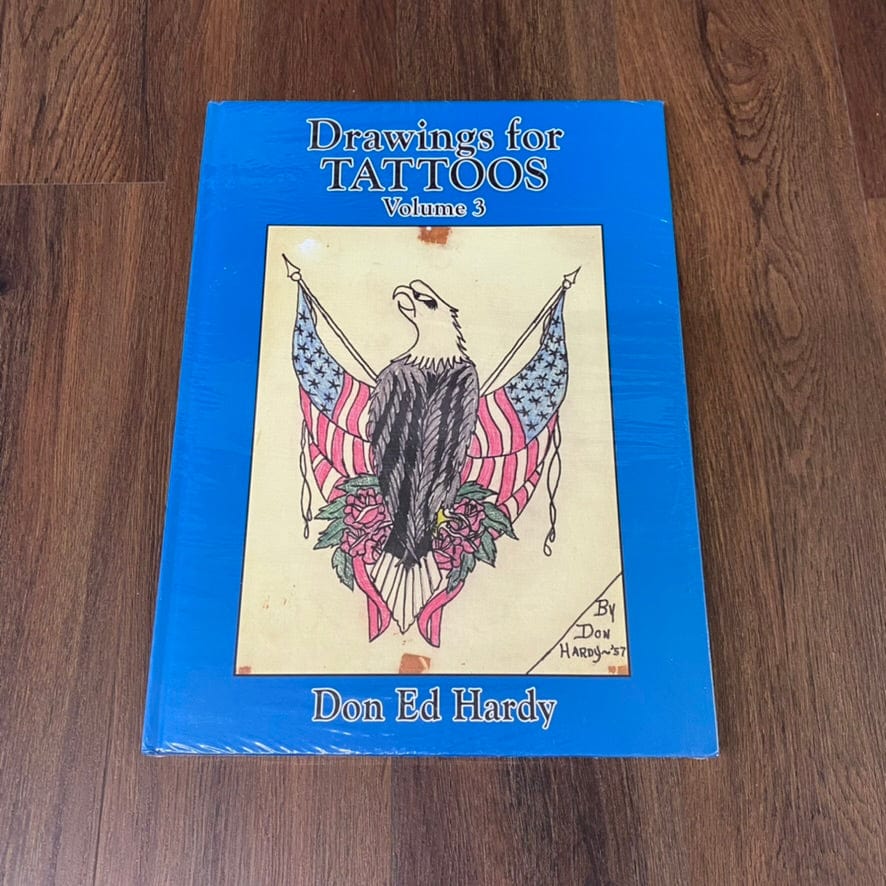 Drawings for
TATTOOS
Volume 3
By
Don
Hardy~'57
Don Ed Hardy